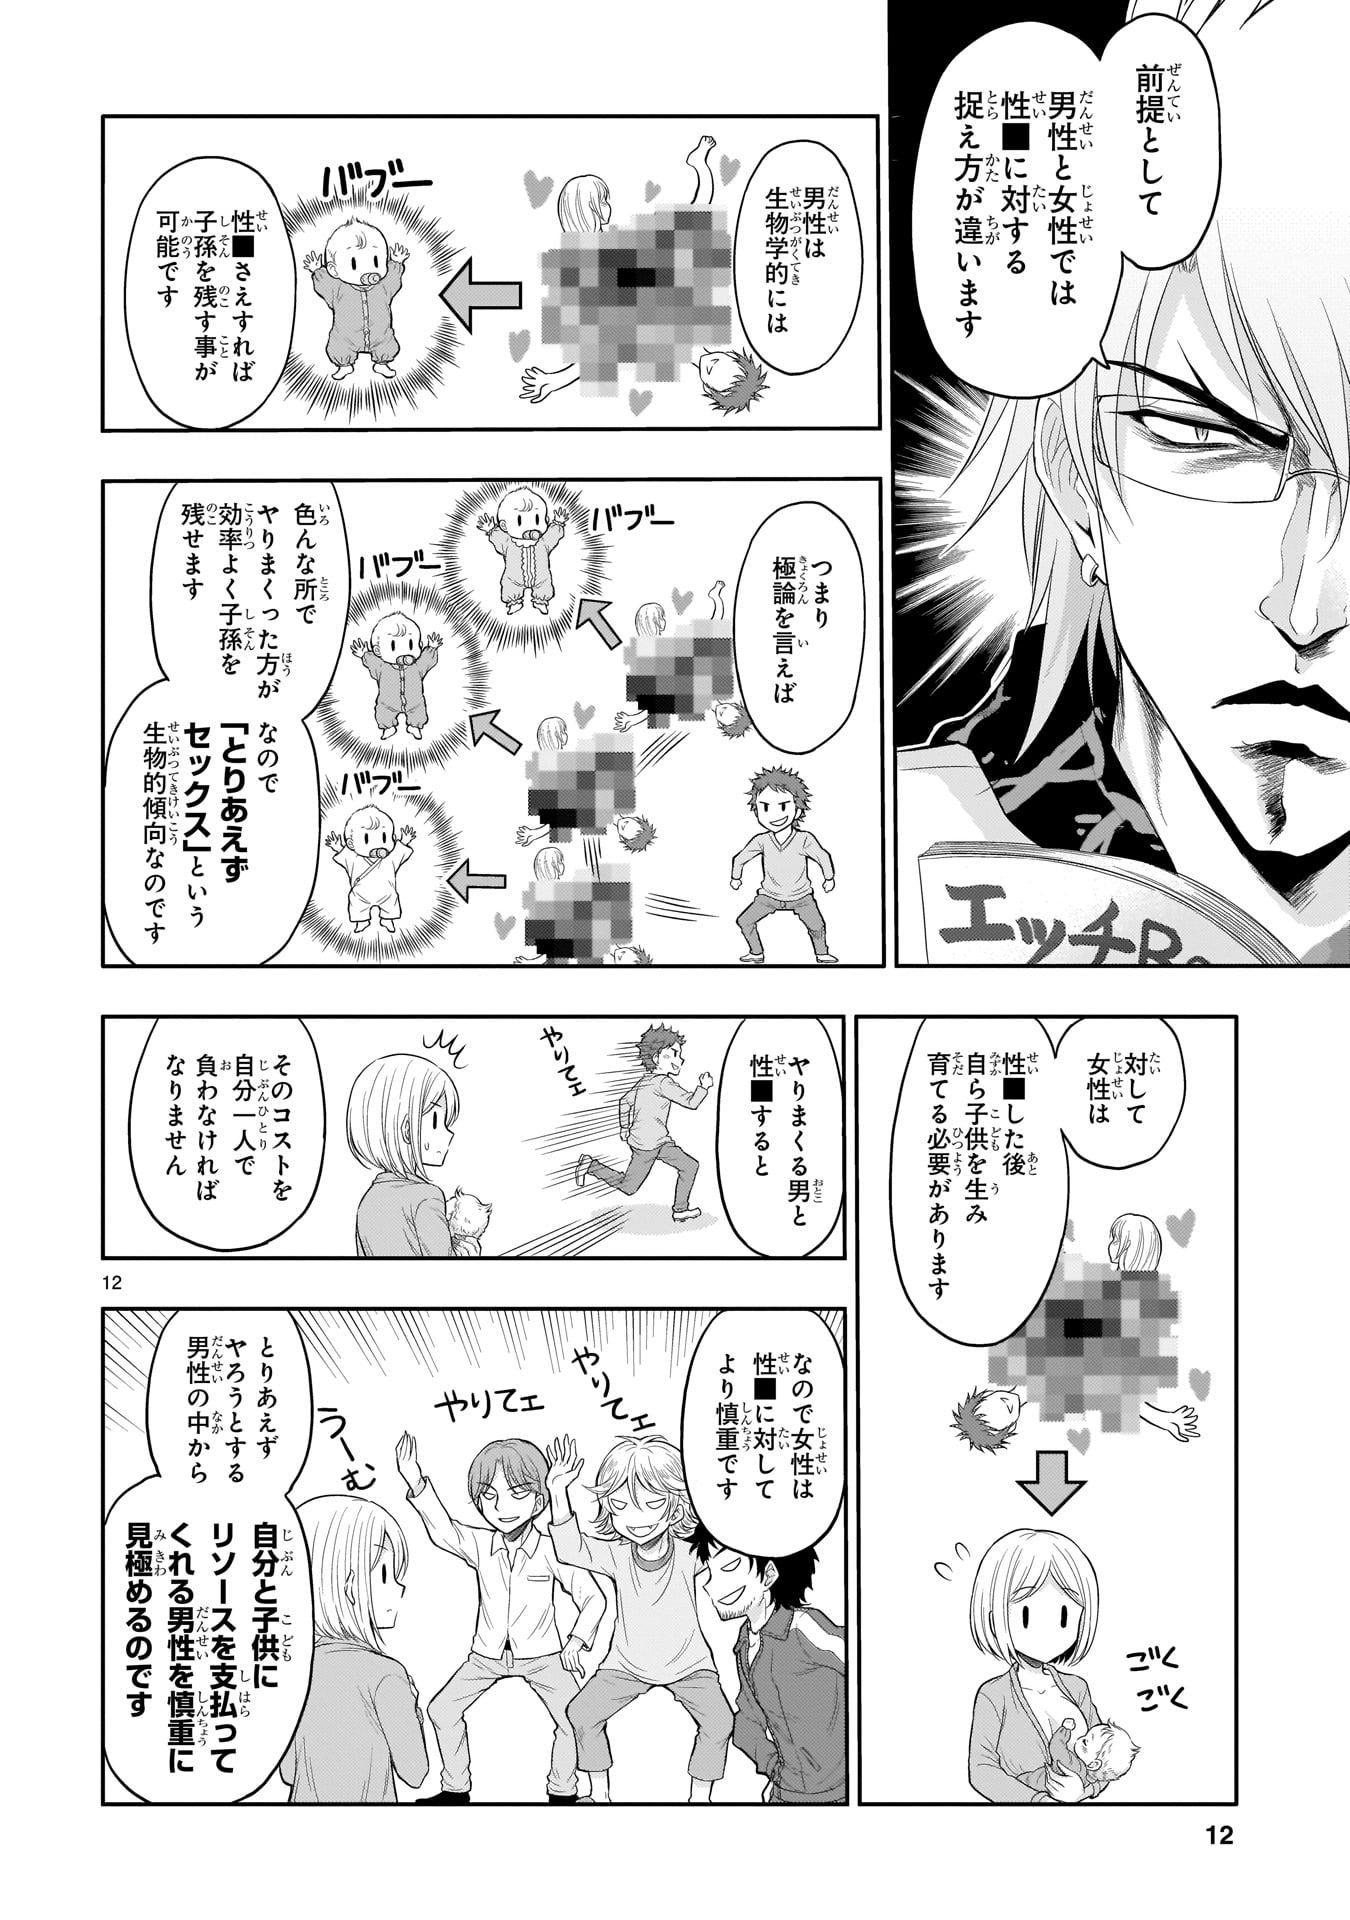 前提として
男性と女性では
性■に対する
捉え方が違います
エッチB
男性は
生物学的には
バブー
性■さえすれば
子孫を残す事が
可能です
つまり
極論を言えば
バブー
バブー
バブー
色んな所で
ヤりまくった方が
効率よく子孫を
残せます
なので
「とりあえず
セックス」という
生物的傾向なのです
対して
女性は
性■した後
自ら子供を生み
育てる必要があります
ごく
ごく
ヤりまくる男と
性■すると
やりてェ
そのコストを
自分一人で
負わなければ
なりません
12
なので女性は
性■に対して
より慎重です
やりてェ
やりてェ
うーむ
とりあえず
ヤろうとする
男性の中から
自分と子供に
リソースを支払って
くれる男性を慎重に
見極めるのです
12